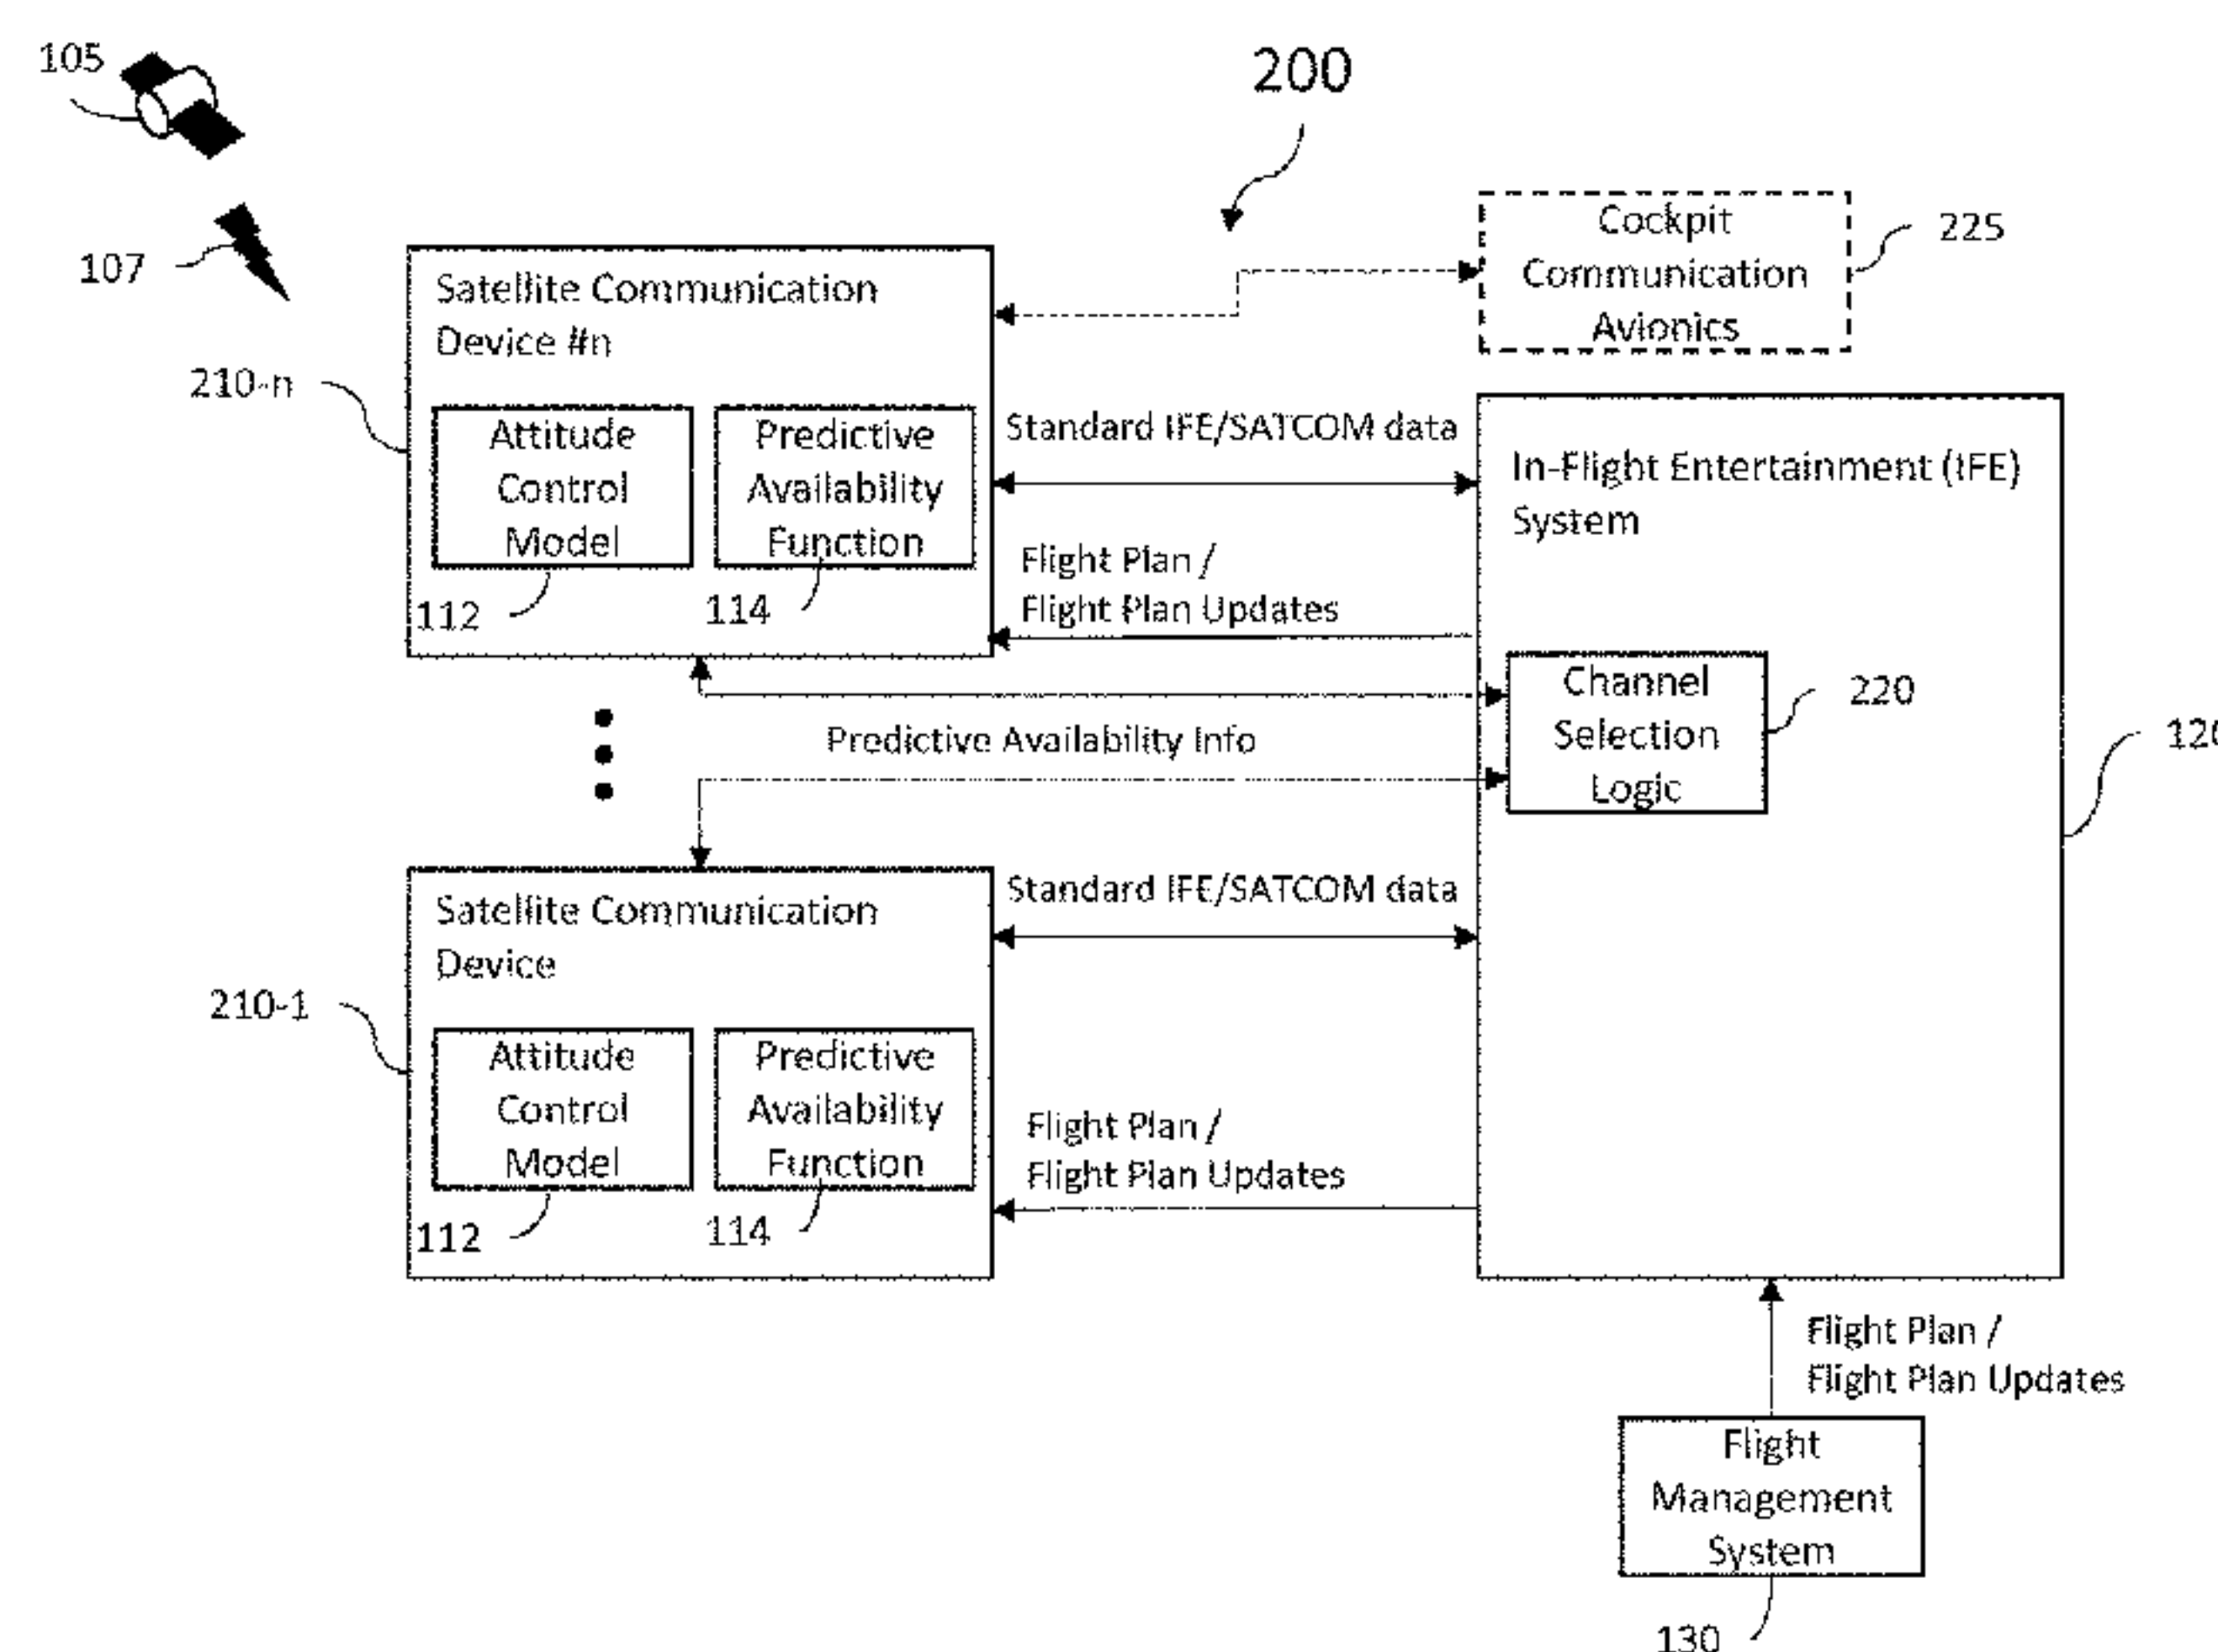 105
200
107
Cockpit
Communication
Avionics
225
Satellite Communication
Device #n
210-n
Attitude
Control
Model
Predictive
Availability
Function
112
114
Standard IFE/SATCOM data
Flight Plan /
Flight Plan Updates
In-Flight Entertainment (IFE)
System
Channel
Selection
Logic
220
120
Predictive Availability Info
Satellite Communication
Device
210-1
Attitude
Control
Model
Predictive
Availability
Function
112
114
Standard IFE/SATCOM data
Flight Plan /
Flight Plan Updates
Flight Plan /
Flight Plan Updates
Flight
Management
System
130